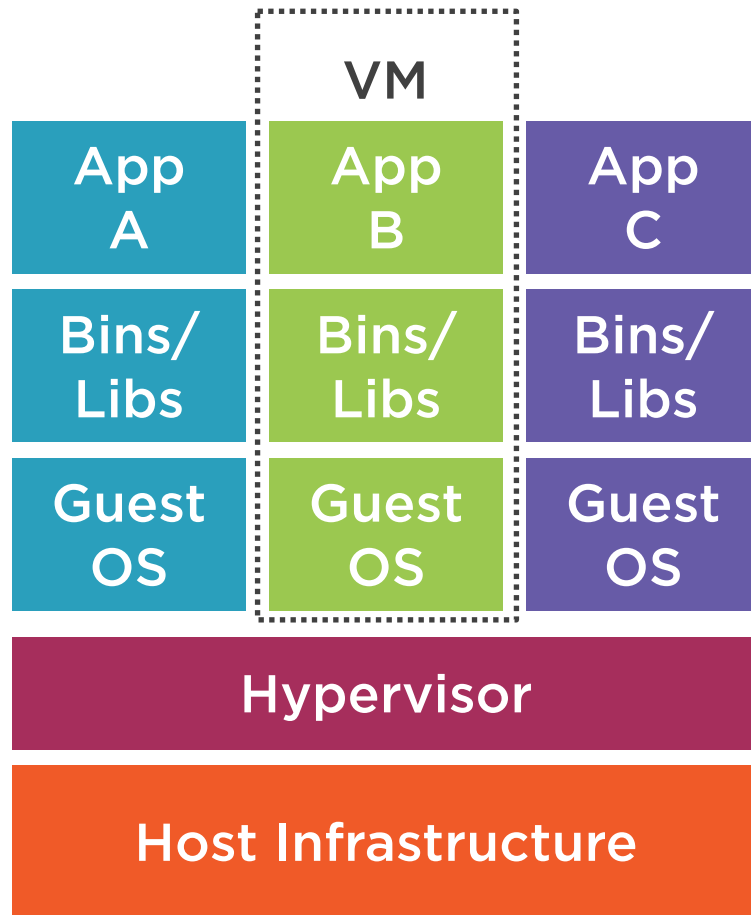 VM
App
A
App
B
App
C
Bins/
Libs
Bins/
Libs
Bins/
Libs
Guest
OS
Guest
OS
Guest
OS
Hypervisor
Host Infrastructure